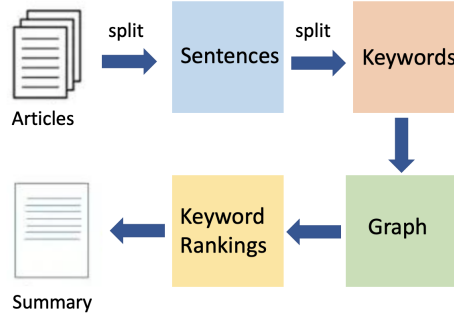 split
split
Sentences
Keywords
Articles
Keyword
Rankings
Graph
Summary